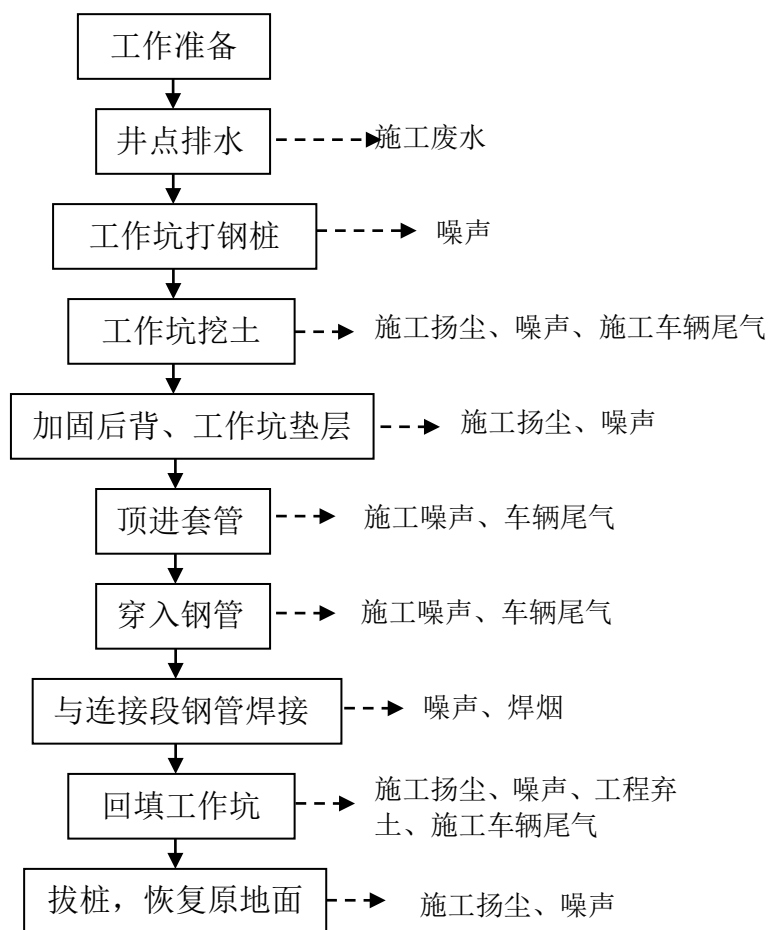 工作准备
井点排水
施工废水
工作坑打钢桩
噪声
工作坑挖土
施工扬尘、噪声、施工车辆尾气
加固后背、工作坑垫层
施工扬尘、噪声
顶进套管
施工噪声、车辆尾气
穿入钢管
施工噪声、车辆尾气
与连接段钢管焊接
噪声、焊烟
回填工作坑
施工扬尘、噪声、工程弃
土、施工车辆尾气
拔桩，恢复原地面
施工扬尘、噪声